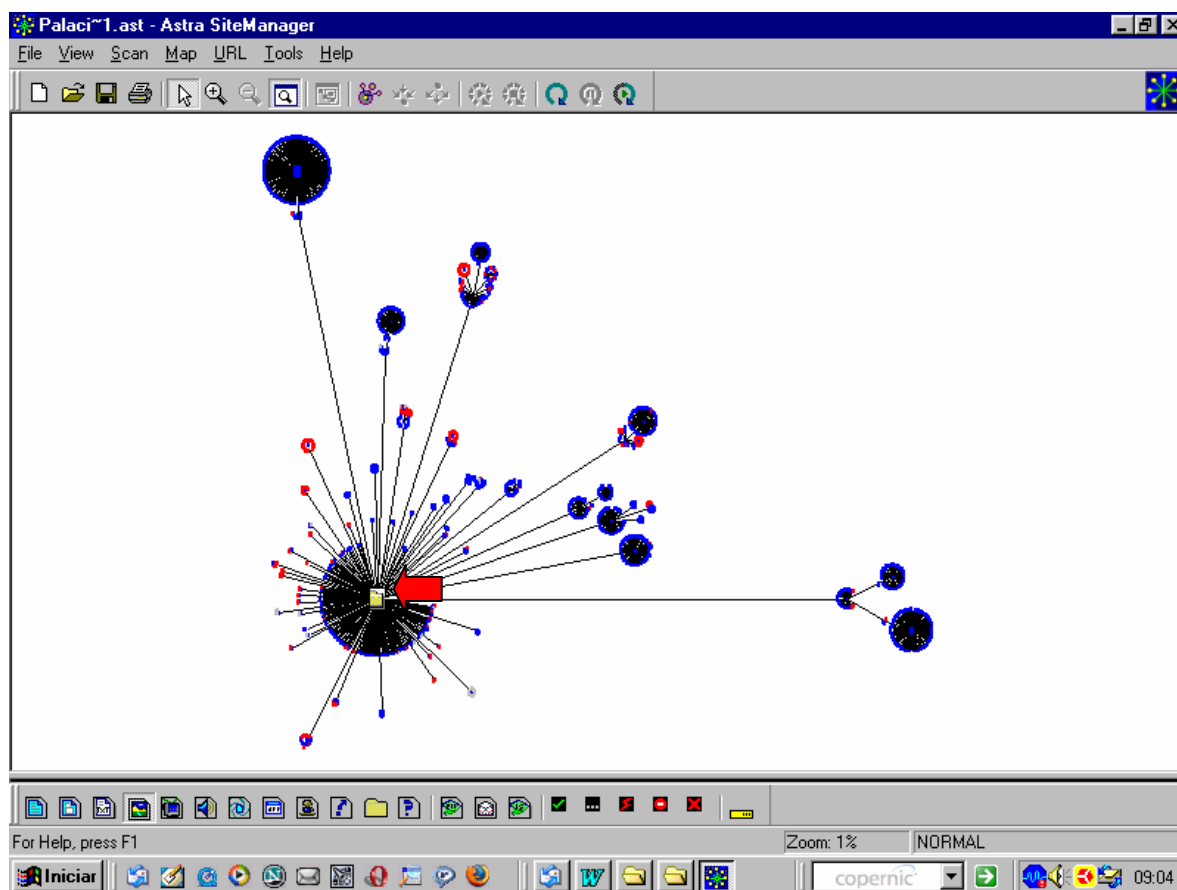 Palaci~1.ast - Astra SiteManager
File View Scan Map URL Tools Help
For Help, press F1
Zoom: 1%
NORMAL
Iniciar
copernic
09:04